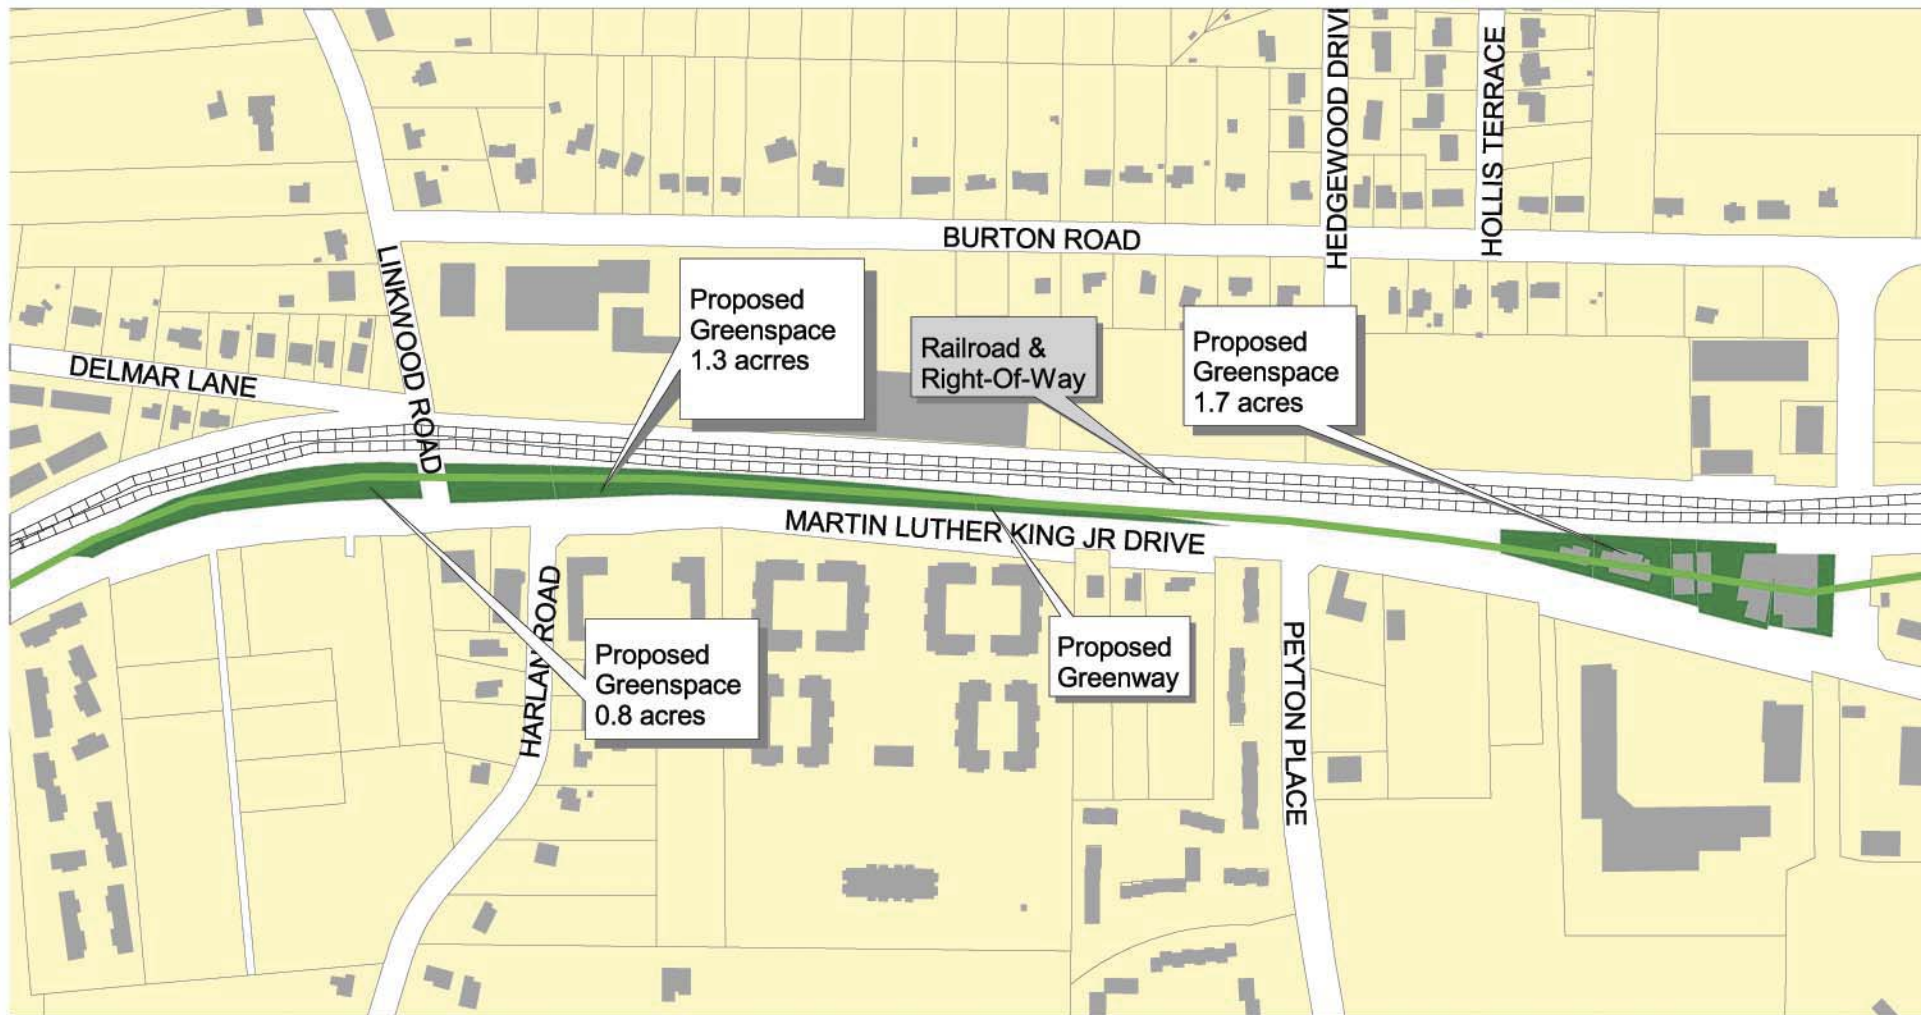 HEDGEWOOD DRIVE
HOLLIS TERRACE
BURTON ROAD
LINKWOOD ROAD
DELMAR LANE
Proposed
Greenspace
1.3 acrres
Railroad &
Right-Of-Way
Proposed
Greenspace
1.7 acres
MARTIN LUTHER KING JR DRIVE
HARLAN ROAD
Proposed
Greenspace
0.8 acres
Proposed
Greenway
PEYTON PLACE